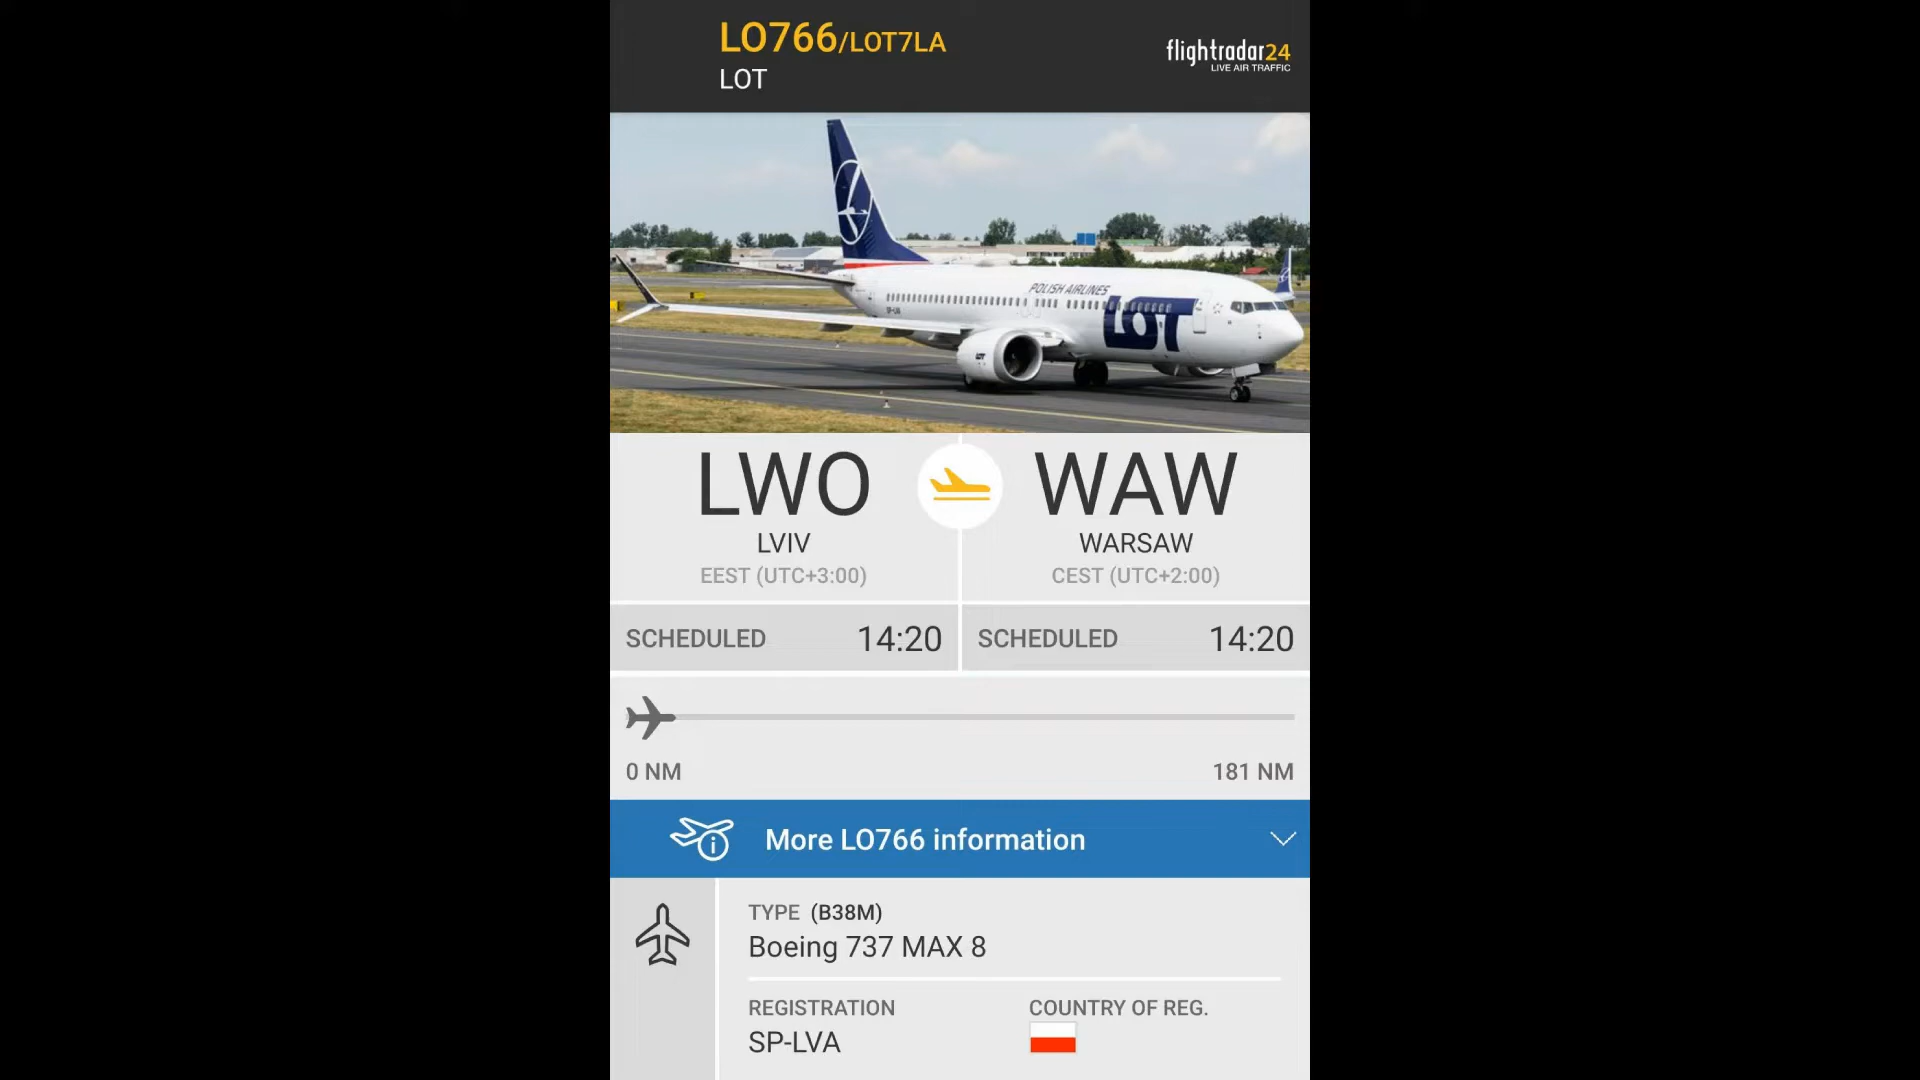 LO766/LOT7LA
LOT
flightradar24
LIVE AIR TRAFFIC
POLISH AIRLINES
LOT
LOT
LWO
WAW
LVIV
WARSAW
EEST (UTC+3:00)
CEST (UTC+2:00)
SCHEDULED 14:20
SCHEDULED 14:20
0 NM
181 NM
More LO766 information
TYPE (B38M)
Boeing 737 MAX 8
REGISTRATION
COUNTRY OF REG.
SP-LVA